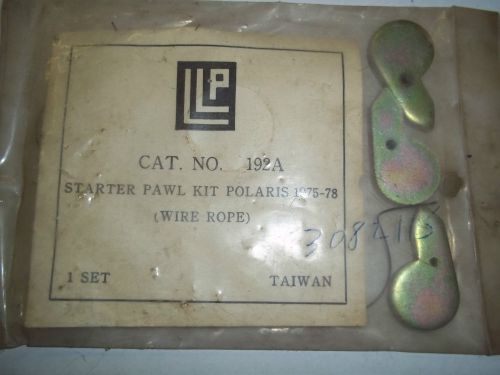 LLP
CAT. NO. 192A
STARTER PAWL KIT POLARIS 1975-78
(WIRE ROPE)
1 SET TAIWAN